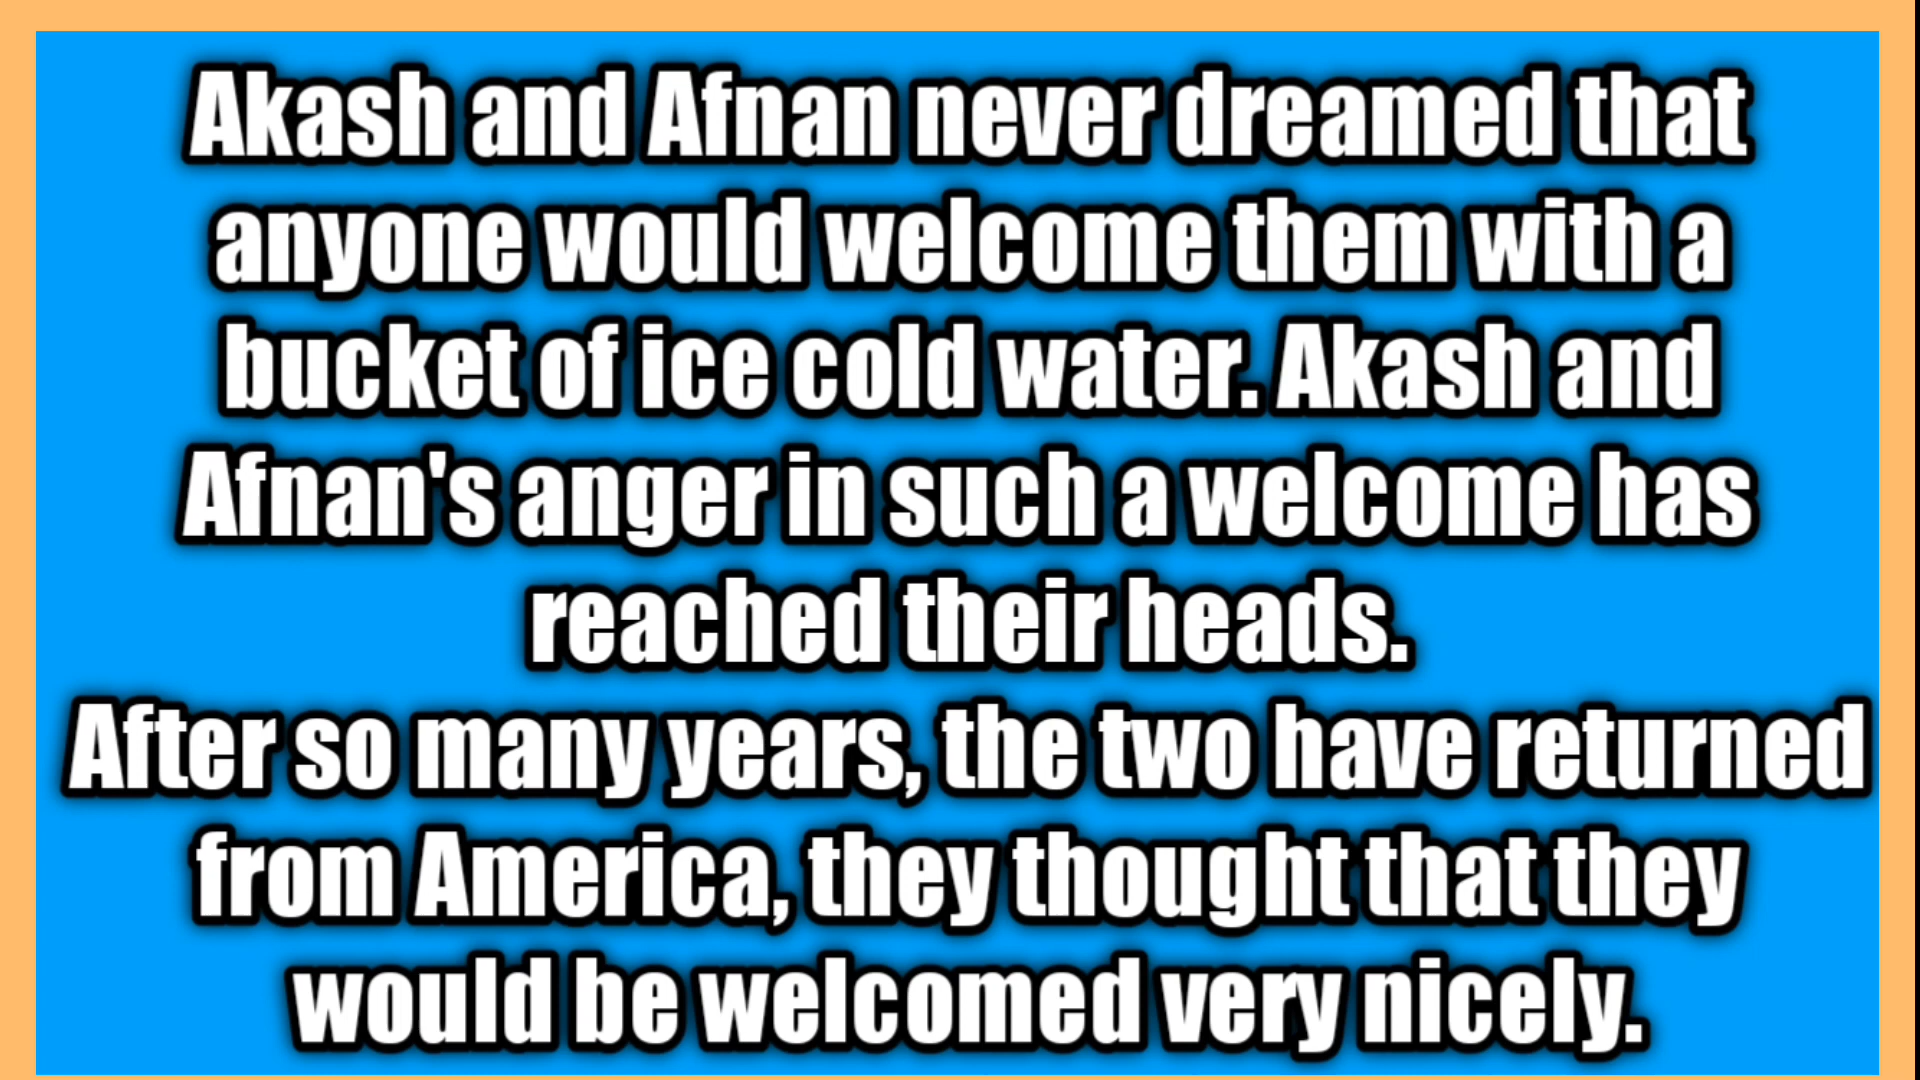 Akash and Afnan never dreamed that
anyone would welcome them with a
bucket of ice cold water. Akash and
Afnan's anger in such a welcome has
reached their heads.
After so many years, the two have returned
from America, they thought that they
would be welcomed very nicely.